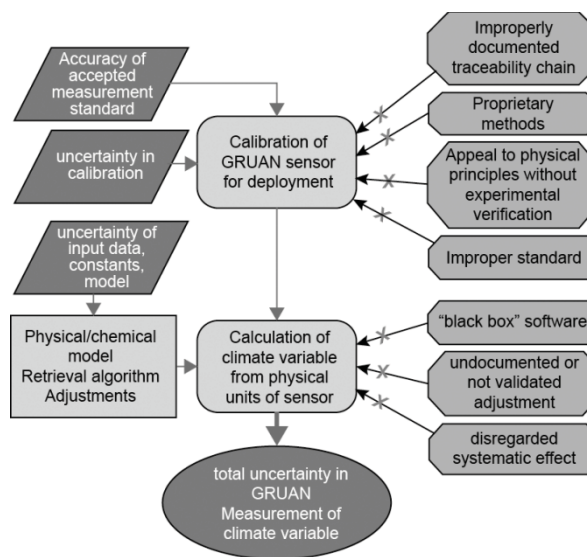 Accuracy of
accepted
measurement
standard
uncertainty in
calibration
Calibration of
GRUAN sensor
for deployment
Improperly
documented
traceability chain
Proprietary
methods
Appeal to physical
principles without
experimental
verification
Improper standard
uncertainty of
input data,
constants,
model
Physical/chemical
model
Retrieval algorithm
Adjustments
Calculation of
climate variable
from physical
units of sensor
“black box” software
undocumented or
not validated
adjustment
disregarded
systematic effect
total uncertainty in
GRUAN
Measurement of
climate variable